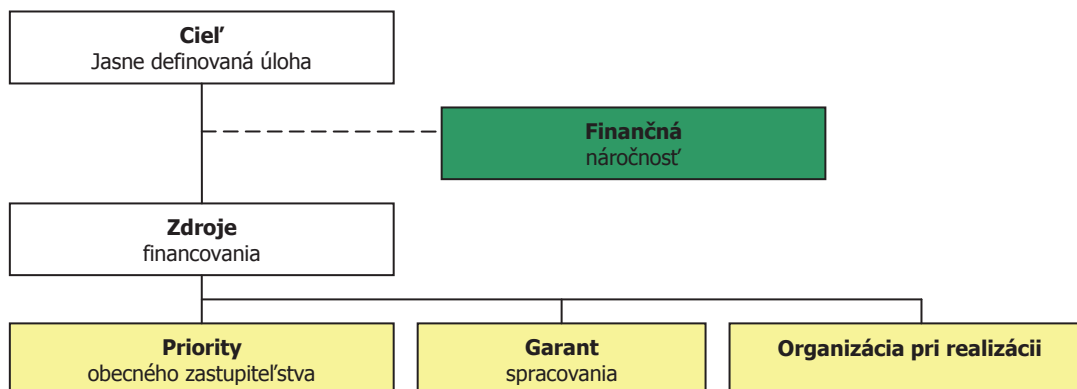 Cieľ
Jasne definovaná úloha
Finančná
náročnosť
Zdroje
financovania
Priority
obecného zastupiteľstva
Garant
spracovania
Organizácia pri realizácii